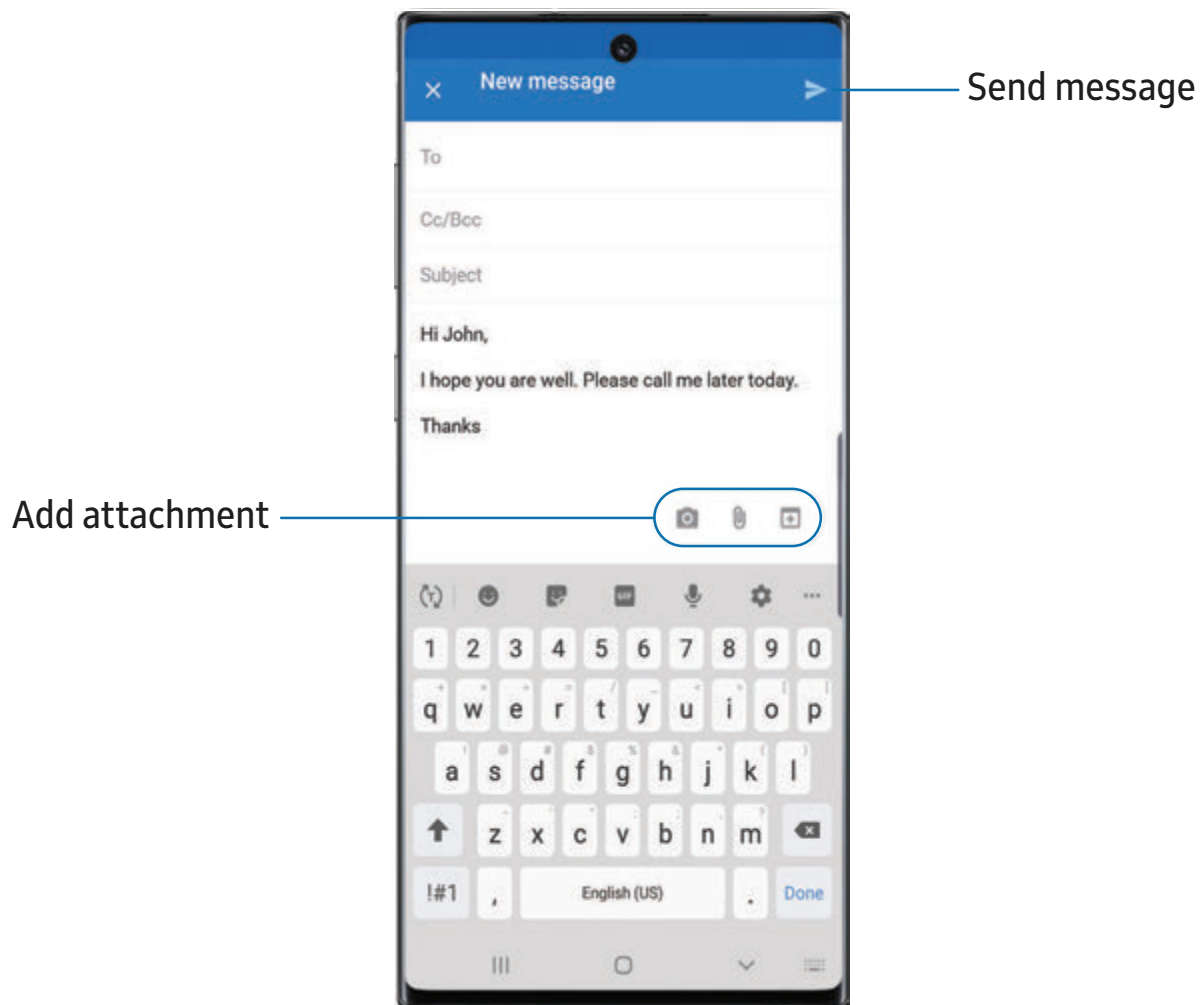 New message
Send message
To
Cc/Bcc
Subject
Hi John,
I hope you are well. Please call me later today.
Thanks
Add attachment
GIF
1 2 3 4 5 6 7 8 9 0
q w e r t y u i o p
a s d f g h j k l
z x c v b n m
!#1 , English (US) . Done